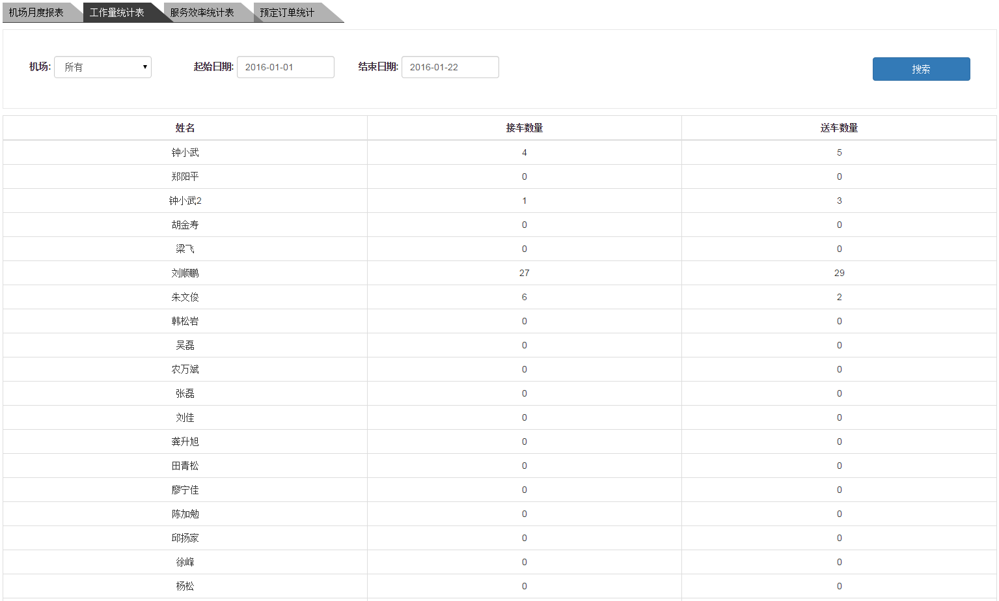 机场月度报表 工作量统计表 服务效率统计表 预定订单统计
机场: 所有 起始日期: 2016-01-01 结束日期: 2016-01-22 搜索
姓名 接车数量 送车数量
钟小武 4 5
郑阳平 0 0
钟小武2 1 3
胡金寿 0 0
梁飞 0 0
刘顺鹏 27 29
朱文俊 6 2
韩松岩 0 0
吴磊 0 0
农万斌 0 0
张磊 0 0
刘佳 0 0
龚升旭 0 0
田青松 0 0
廖宁佳 0 0
陈加勉 0 0
邱扬家 0 0
徐峰 0 0
杨松 0 0